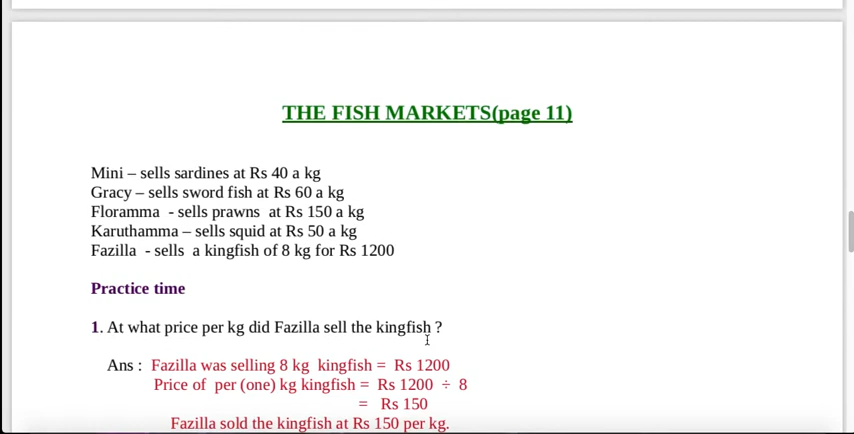 THE FISH MARKETS(page 11)
Mini – sells sardines at Rs 40 a kg
Gracy – sells sword fish at Rs 60 a kg
Floramma - sells prawns at Rs 150 a kg
Karuthamma – sells squid at Rs 50 a kg
Fazilla - sells a kingfish of 8 kg for Rs 1200
Practice time
1. At what price per kg did Fazilla sell the kingfish ?
Ans : Fazilla was selling 8 kg kingfish = Rs 1200
Price of per (one) kg kingfish = Rs 1200 ÷ 8
= Rs 150
Fazilla sold the kingfish at Rs 150 per kg.